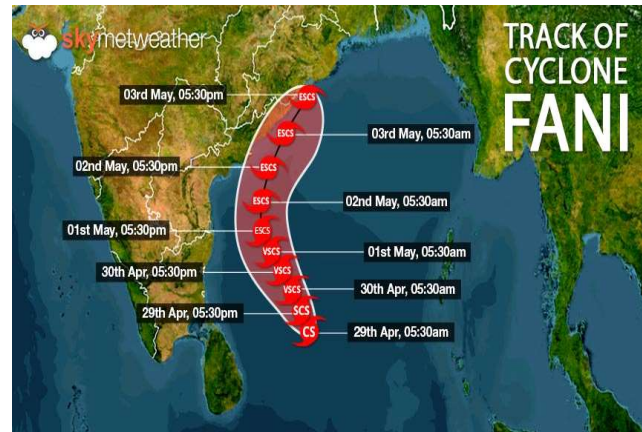 skymetweather
TRACK OF
CYCLONE
FANI
03rd May, 05:30pm
ESCS
ESCS
03rd May, 05:30am
02nd May, 05:30pm
ESCS
ESCS
02nd May, 05:30am
01st May, 05:30pm
ESCS
VSCS
01st May, 05:30am
30th Apr, 05:30pm
VSCS
VSCS
30th Apr, 05:30am
29th Apr, 05:30pm
SCS
CS
29th Apr, 05:30am